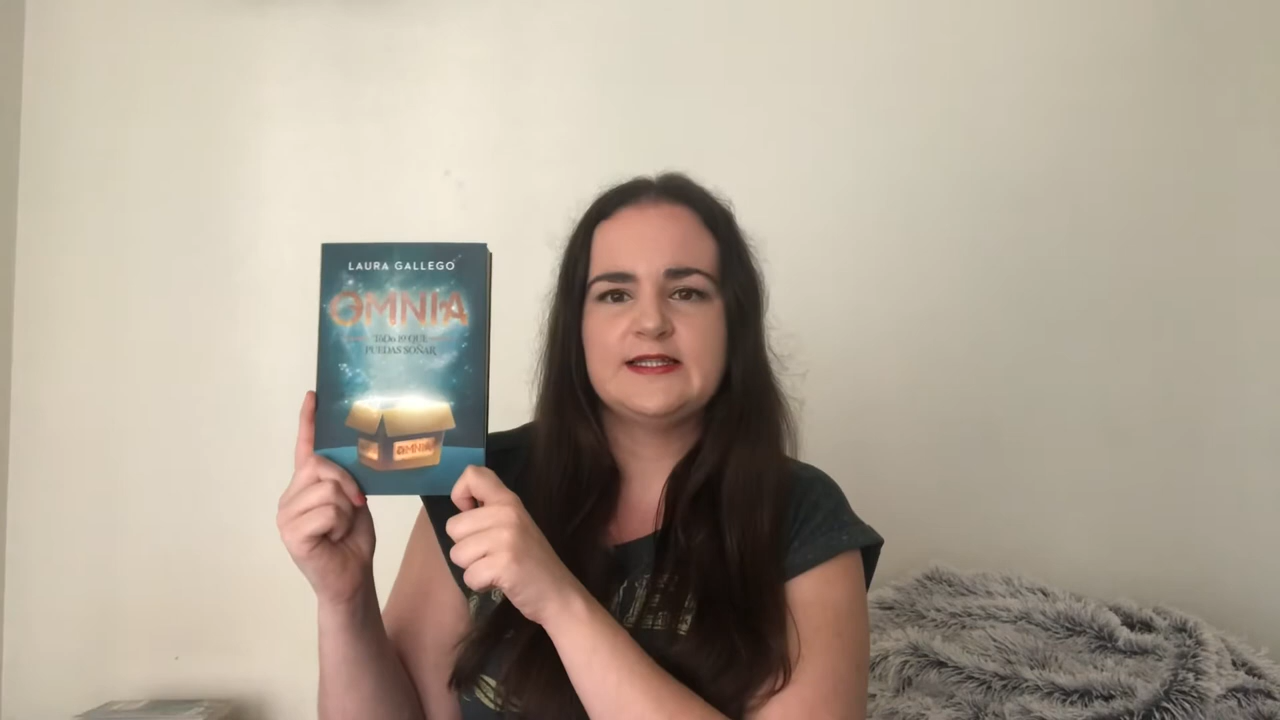 LAURA GALLEGO
OMNIA
TODO lO QUE
PUEDAS SOÑAR
OMNIA